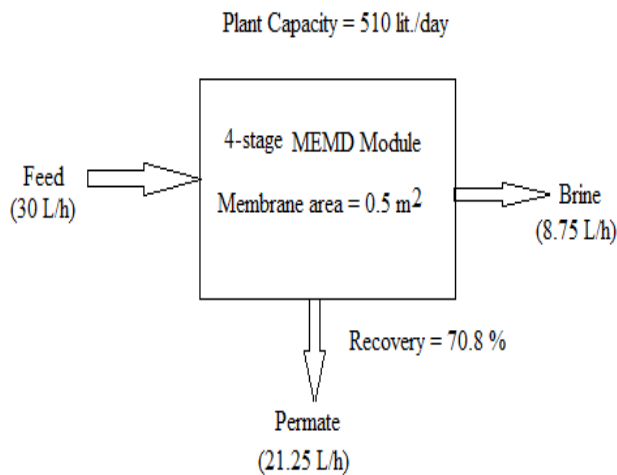 Plant Capacity = 510 lit./day
4-stage MEMD Module
Membrane area = 0.5 m2
Feed
(30 L/h)
Brine
(8.75 L/h)
Recovery = 70.8 %
Permate
(21.25 L/h)